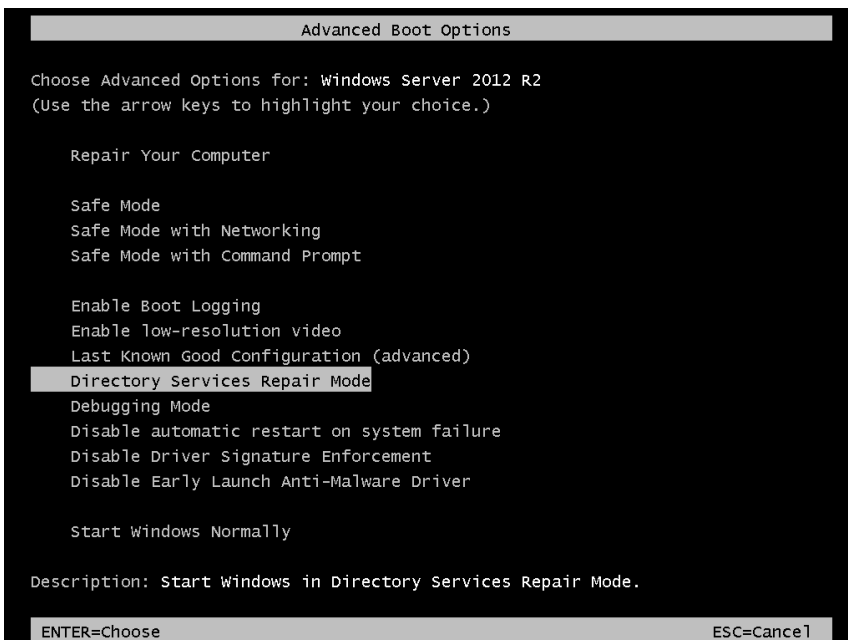 Advanced Boot Options
Choose Advanced Options for: Windows Server 2012 R2
(Use the arrow keys to highlight your choice.)
Repair Your Computer
Safe Mode
Safe Mode with Networking
Safe Mode with Command Prompt
Enable Boot Logging
Enable low-resolution video
Last Known Good Configuration (advanced)
Directory Services Repair Mode
Debugging Mode
Disable automatic restart on system failure
Disable Driver Signature Enforcement
Disable Early Launch Anti-Malware Driver
Start Windows Normally
Description: Start Windows in Directory Services Repair Mode.
ENTER=Choose ESC=Cancel